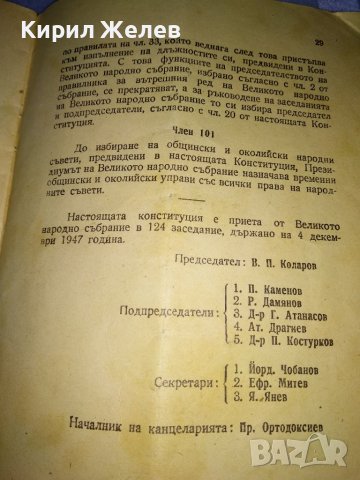 Кирил Желев
29
по правилата на чл. 33, който веднага след това пристъпва
към изпълнение на длъжностите си, предвидени в Кон-
ституцията. С това функциите на председателството на
Великото народно събрание, избрано съгласно с чл. 2 от
правилника за вътрешния ред на Великото народно
събрание, се прекратяват, а за ръководене на заседанията
на Великото народно събрание то си избира председател
и подпредседатели, съгласно с чл. 20 от настоящата Кон-
ституция.
Член 101
До избиране на общински и околийски народни
съвети, предвидени в настоящата Конституция, Прези-
диумът на Великото народно събрание назначава временни
общински и околийски управи със всички права на народ-
ните съвети.
Настоящата конституция е приета от Великото
народно събрание в 124 заседание, държано на 4 декем-
ври 1947 година.
Председател: В. П. Коларов
Подпредседатели:
1. П. Каменов
2. Р. Дамянов
3. Д-р Г. Атанасов
4. Ат. Драгиев
5. Д-р П. Костурков
Секретари:
1. Йорд. Чобанов
2. Ефр. Митев
3. Я. Янев
Началник на канцеларията: Пр. Ортодоксиев
bazar